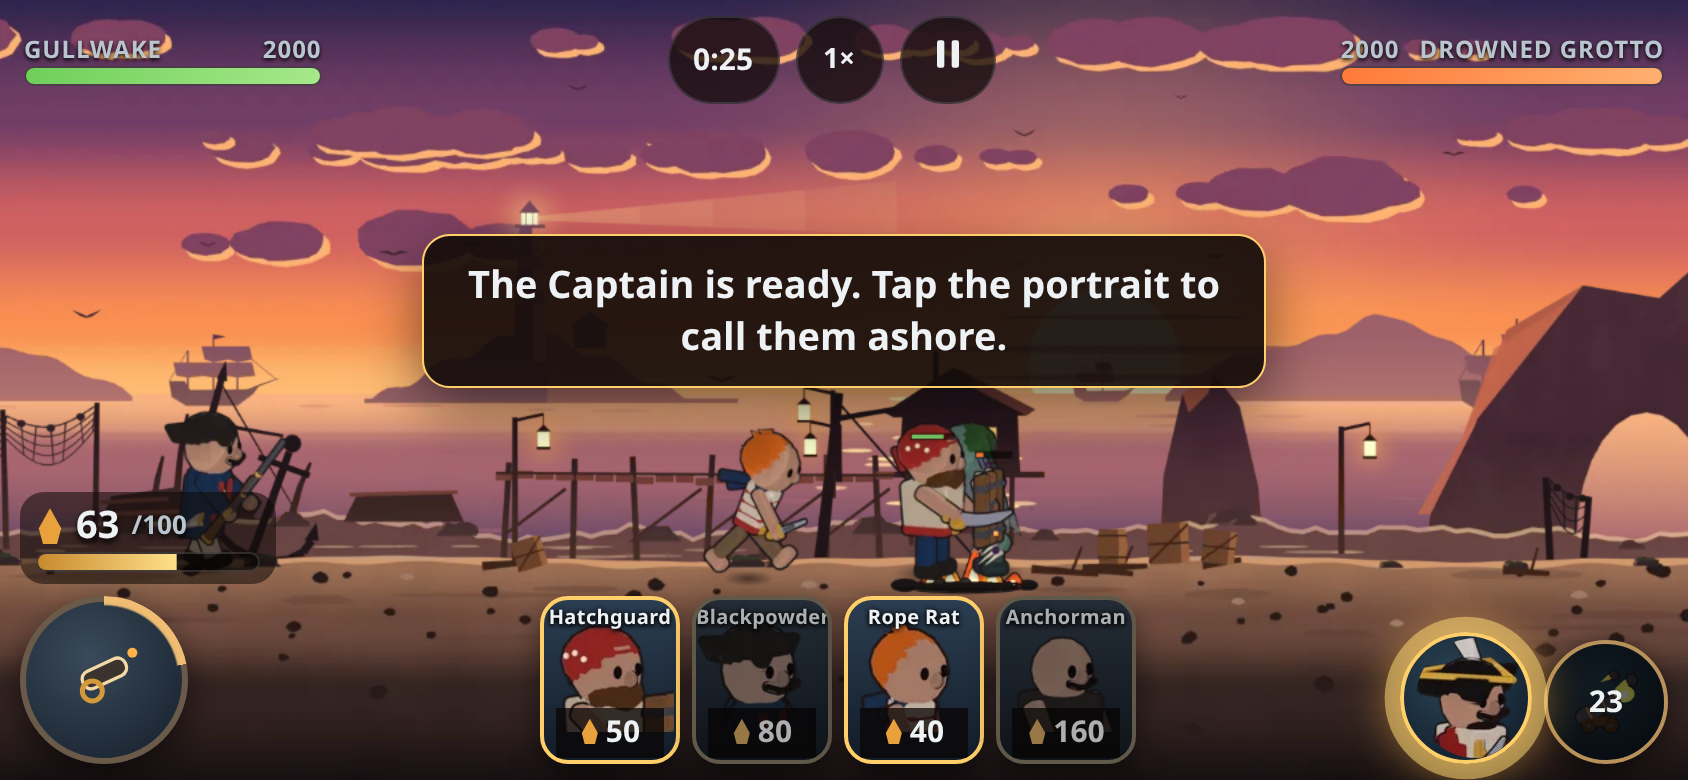 GULLWAKE 2000
0:25
1×
2000 DROWNED GROTTO
The Captain is ready. Tap the portrait to
call them ashore.
63 /100
Hatchguard
50
Blackpowder
80
Rope Rat
40
Anchorman
160
23